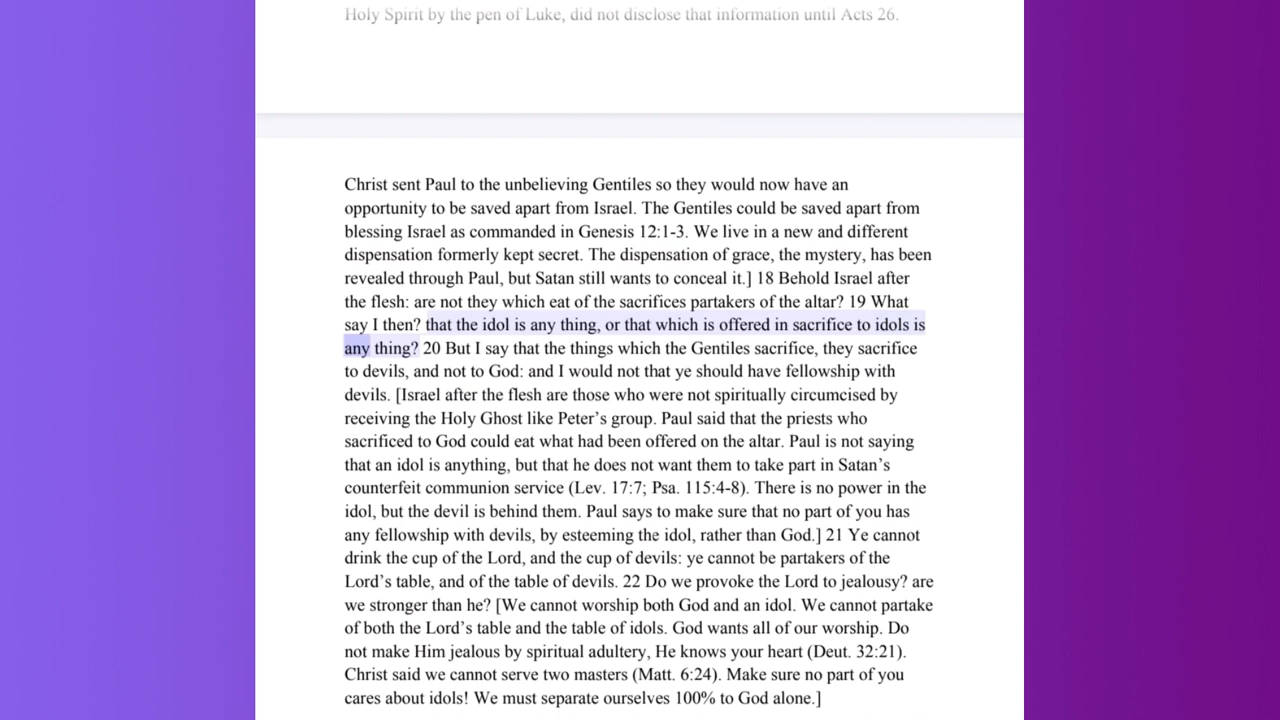 Holy Spirit by the pen of Luke, did not disclose that information until Acts 26.
Christ sent Paul to the unbelieving Gentiles so they would now have an
opportunity to be saved apart from Israel. The Gentiles could be saved apart from
blessing Israel as commanded in Genesis 12:1-3. We live in a new and different
dispensation formerly kept secret. The dispensation of grace, the mystery, has been
revealed through Paul, but Satan still wants to conceal it.] 18 Behold Israel after
the flesh: are not they which eat of the sacrifices partakers of the altar? 19 What
say I then? that the idol is any thing, or that which is offered in sacrifice to idols is
any thing? 20 But I say that the things which the Gentiles sacrifice, they sacrifice
to devils, and not to God: and I would not that ye should have fellowship with
devils. [Israel after the flesh are those who were not spiritually circumcised by
receiving the Holy Ghost like Peter’s group. Paul said that the priests who
sacrificed to God could eat what had been offered on the altar. Paul is not saying
that an idol is anything, but that he does not want them to take part in Satan’s
counterfeit communion service (Lev. 17:7; Psa. 115:4-8). There is no power in the
idol, but the devil is behind them. Paul says to make sure that no part of you has
any fellowship with devils, by esteeming the idol, rather than God.] 21 Ye cannot
drink the cup of the Lord, and the cup of devils: ye cannot be partakers of the
Lord’s table, and of the table of devils. 22 Do we provoke the Lord to jealousy? are
we stronger than he? [We cannot worship both God and an idol. We cannot partake
of both the Lord’s table and the table of idols. God wants all of our worship. Do
not make Him jealous by spiritual adultery, He knows your heart (Deut. 32:21).
Christ said we cannot serve two masters (Matt. 6:24). Make sure no part of you
cares about idols! We must separate ourselves 100% to God alone.]